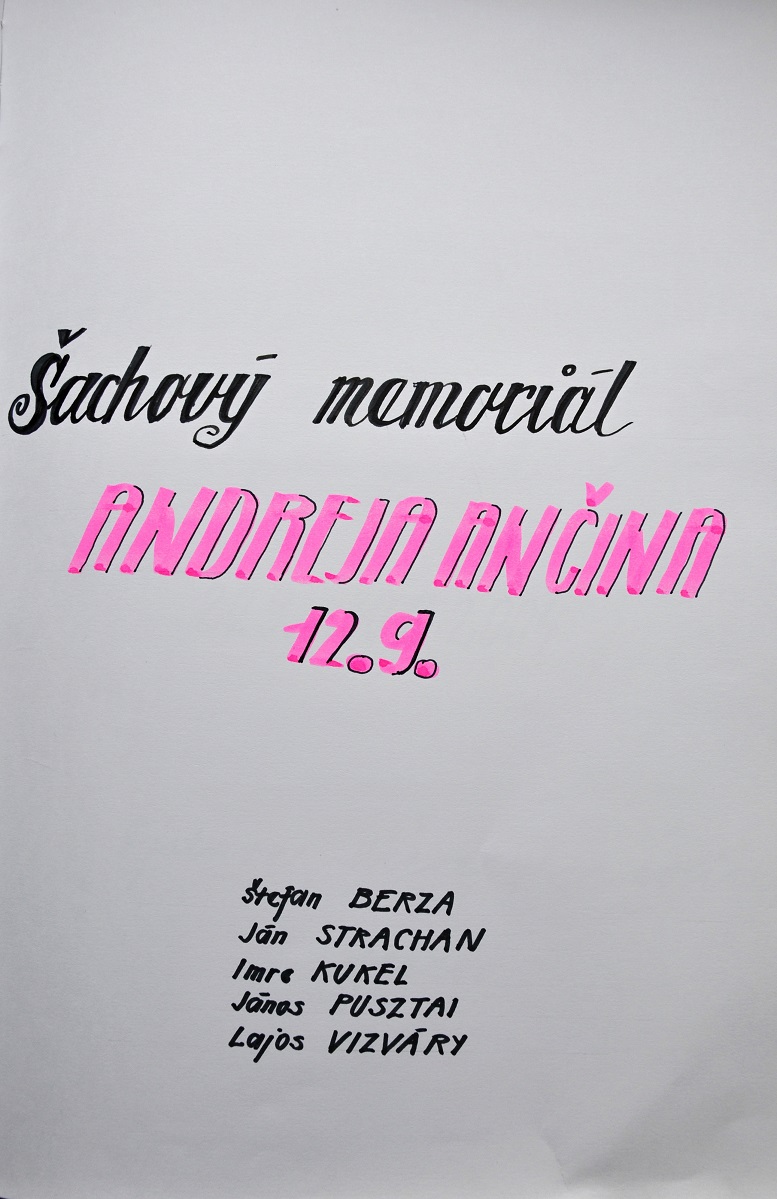 Šachový memoriál
ANDREJA ANČINA
12.9.
Štefan BERZA
Ján STRACHAN
Imre KUKEL
János PUSZTAI
Lajos VIZVÁRY